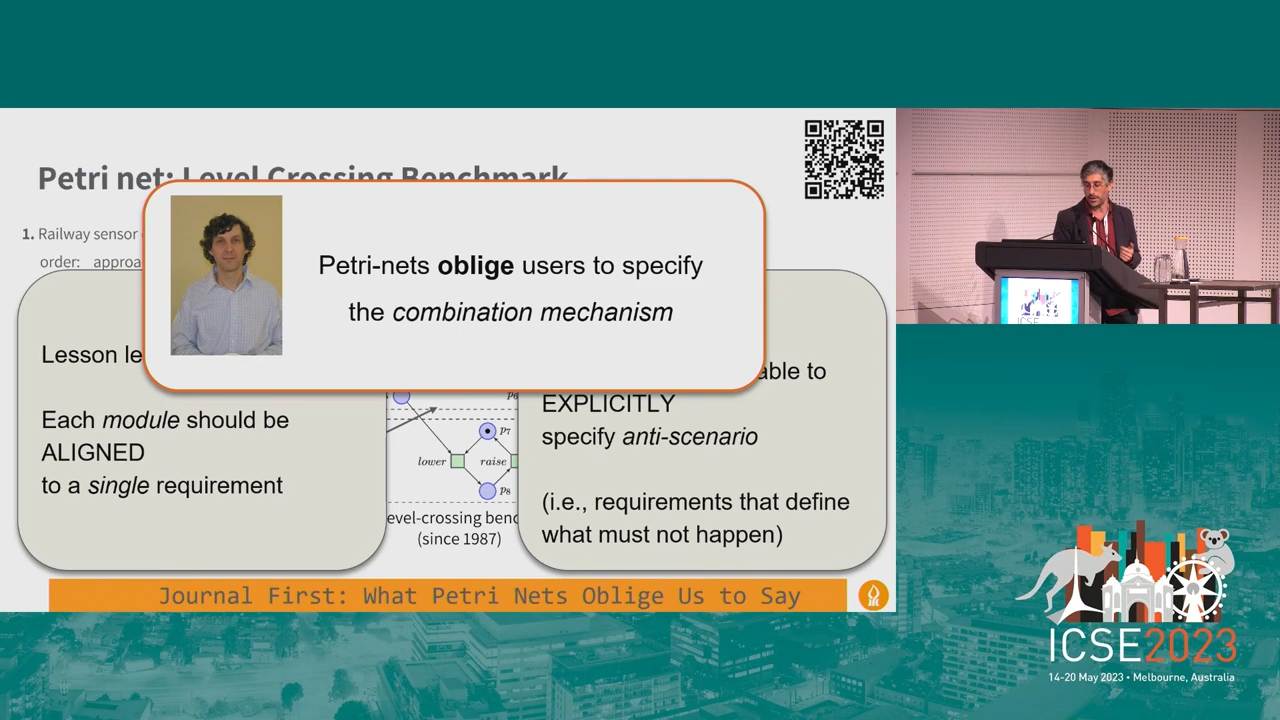 Petri net: Level Crossing Benchmark
1. Railway sensor
order: approa
Petri-nets oblige users to specify
the combination mechanism
Lesson le
Each module should be
ALIGNED
to a single requirement
able to
EXPLICITLY
specify anti-scenario
(i.e., requirements that define
what must not happen)
p7
lower
raise
p8
evel-crossing benc
(since 1987)
Journal First: What Petri Nets Oblige Us to Say
ICSE
ICSE2023
14-20 May 2023 • Melbourne, Australia